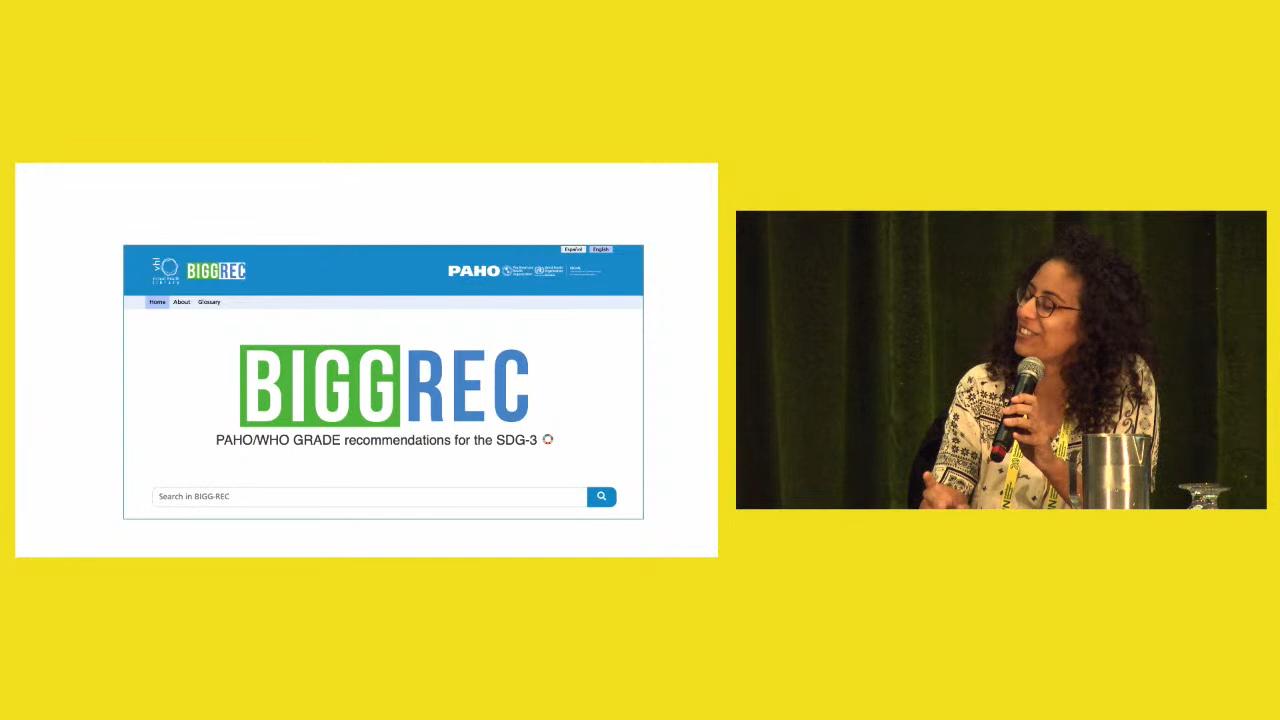 Español English
vhl
BIGGREC
PAHO
Home About Glossary
BIGGREC
PAHO/WHO GRADE recommendations for the SDG-3
Search in BIGG-REC